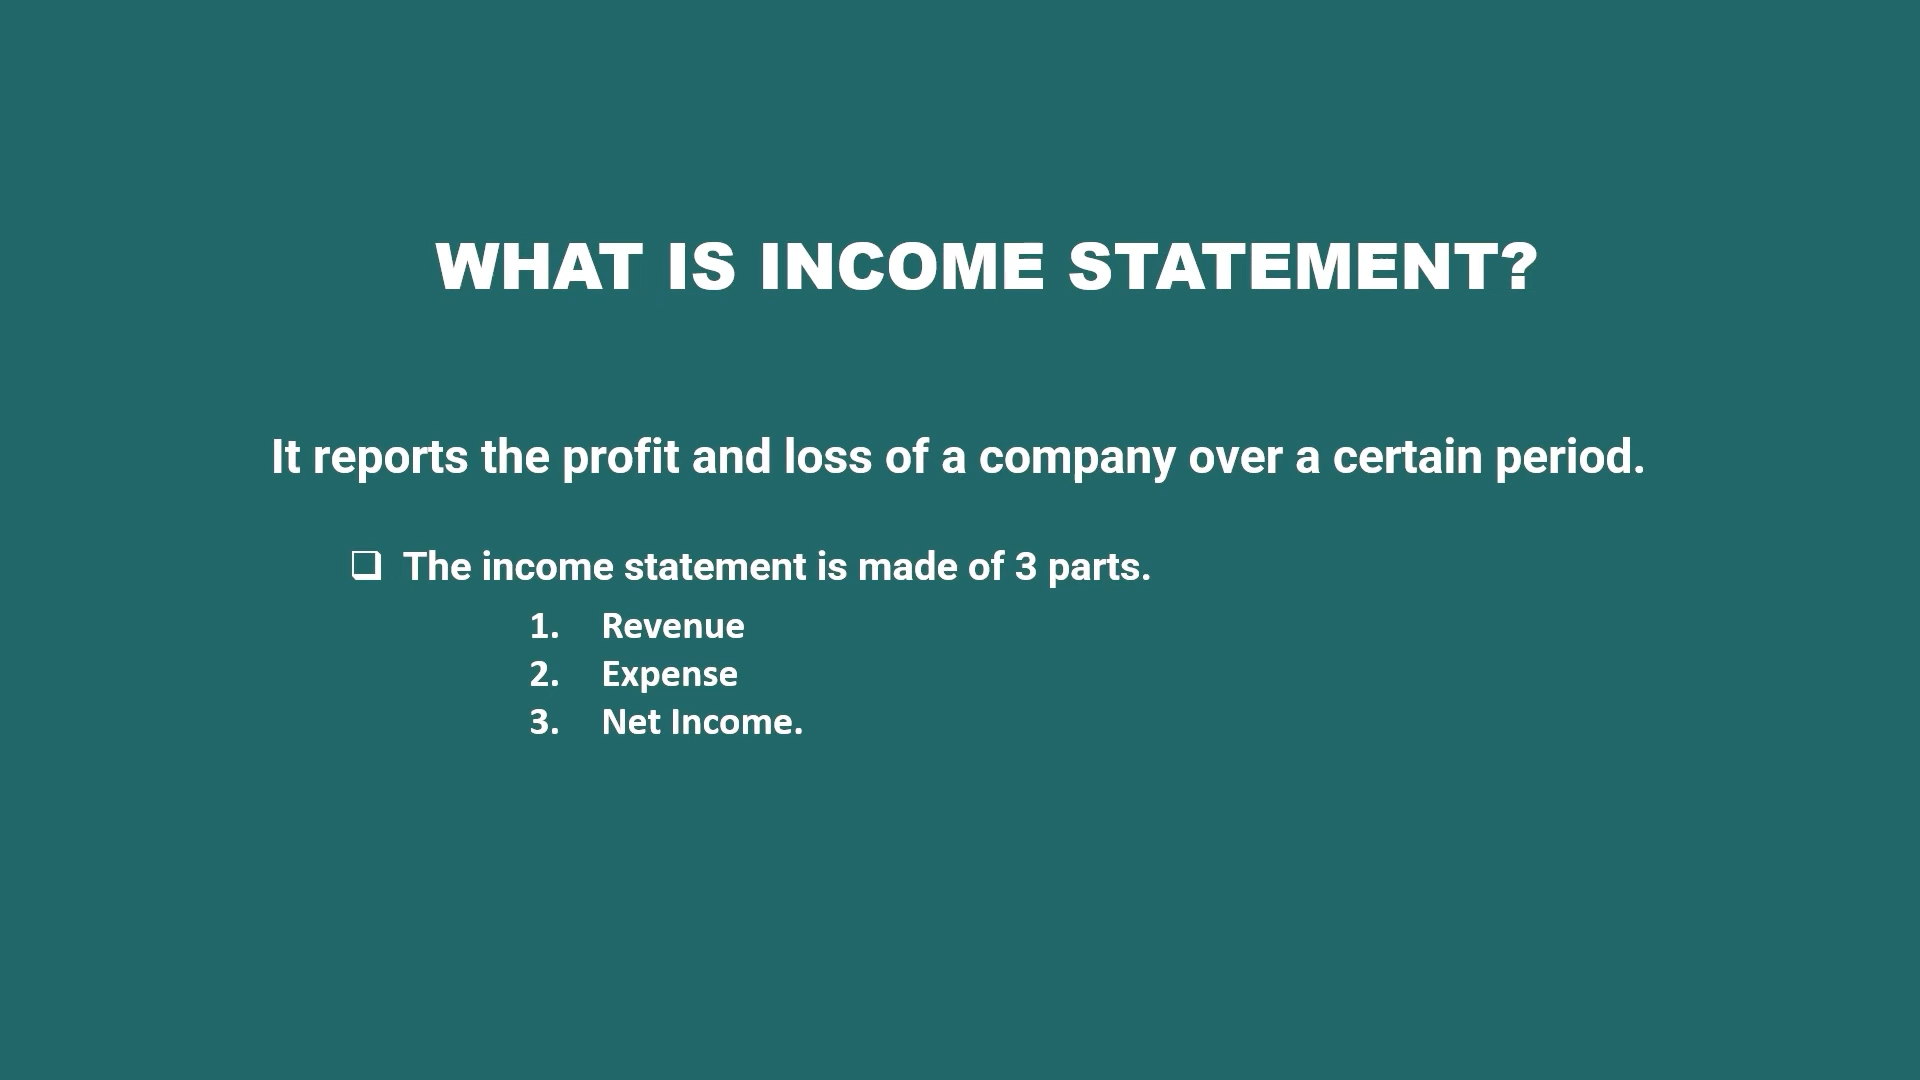 WHAT IS INCOME STATEMENT?
It reports the profit and loss of a company over a certain period.
❑ The income statement is made of 3 parts.
1. Revenue
2. Expense
3. Net Income.